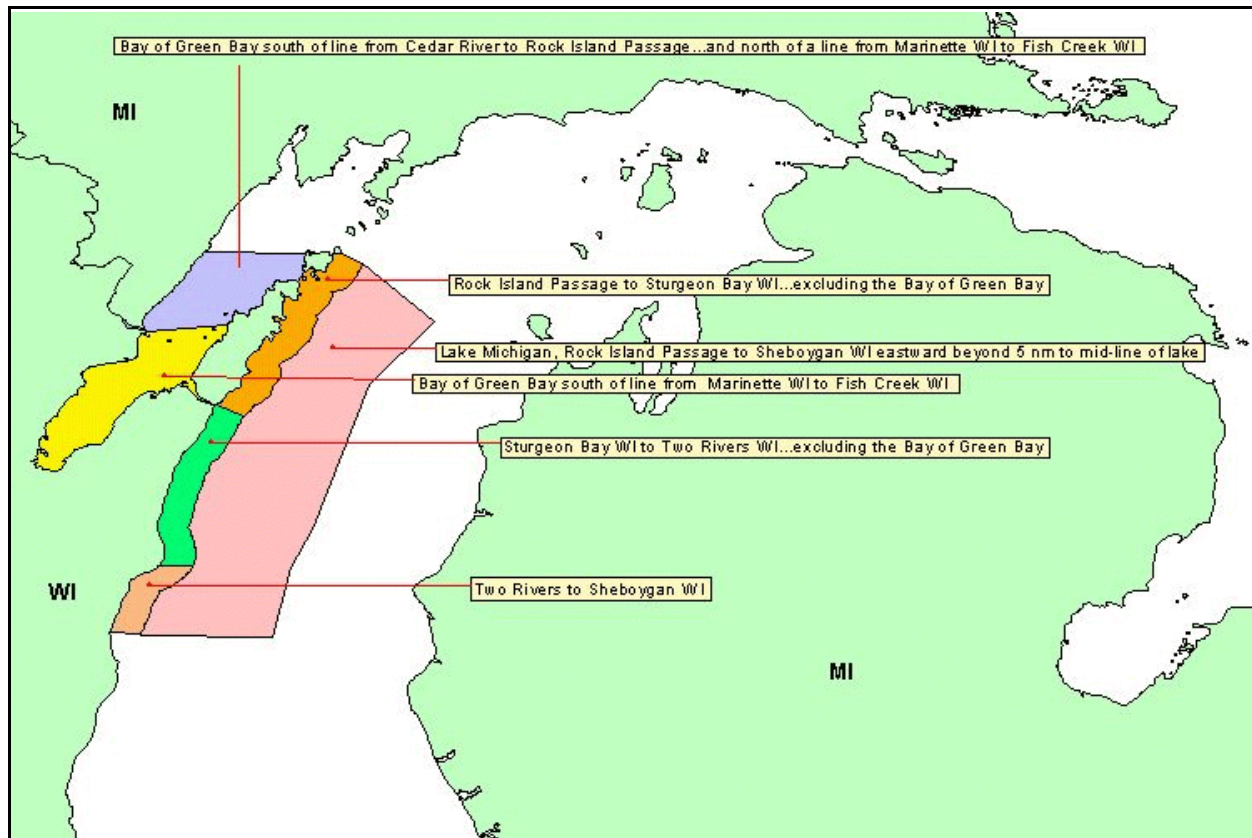 Bay of Green Bay south of line from Cedar River to Rock Island Passage...and north of a line from Marinette WI to Fish Creek WI
MI
Rock Island Passage to Sturgeon Bay WI...excluding the Bay of Green Bay
Lake Michigan, Rock Island Passage to Sheboygan WI eastward beyond 5 nm to mid-line of lake
Bay of Green Bay south of line from Marinette WI to Fish Creek WI
Sturgeon Bay WI to Two Rivers WI...excluding the Bay of Green Bay
WI
Two Rivers to Sheboygan WI
MI